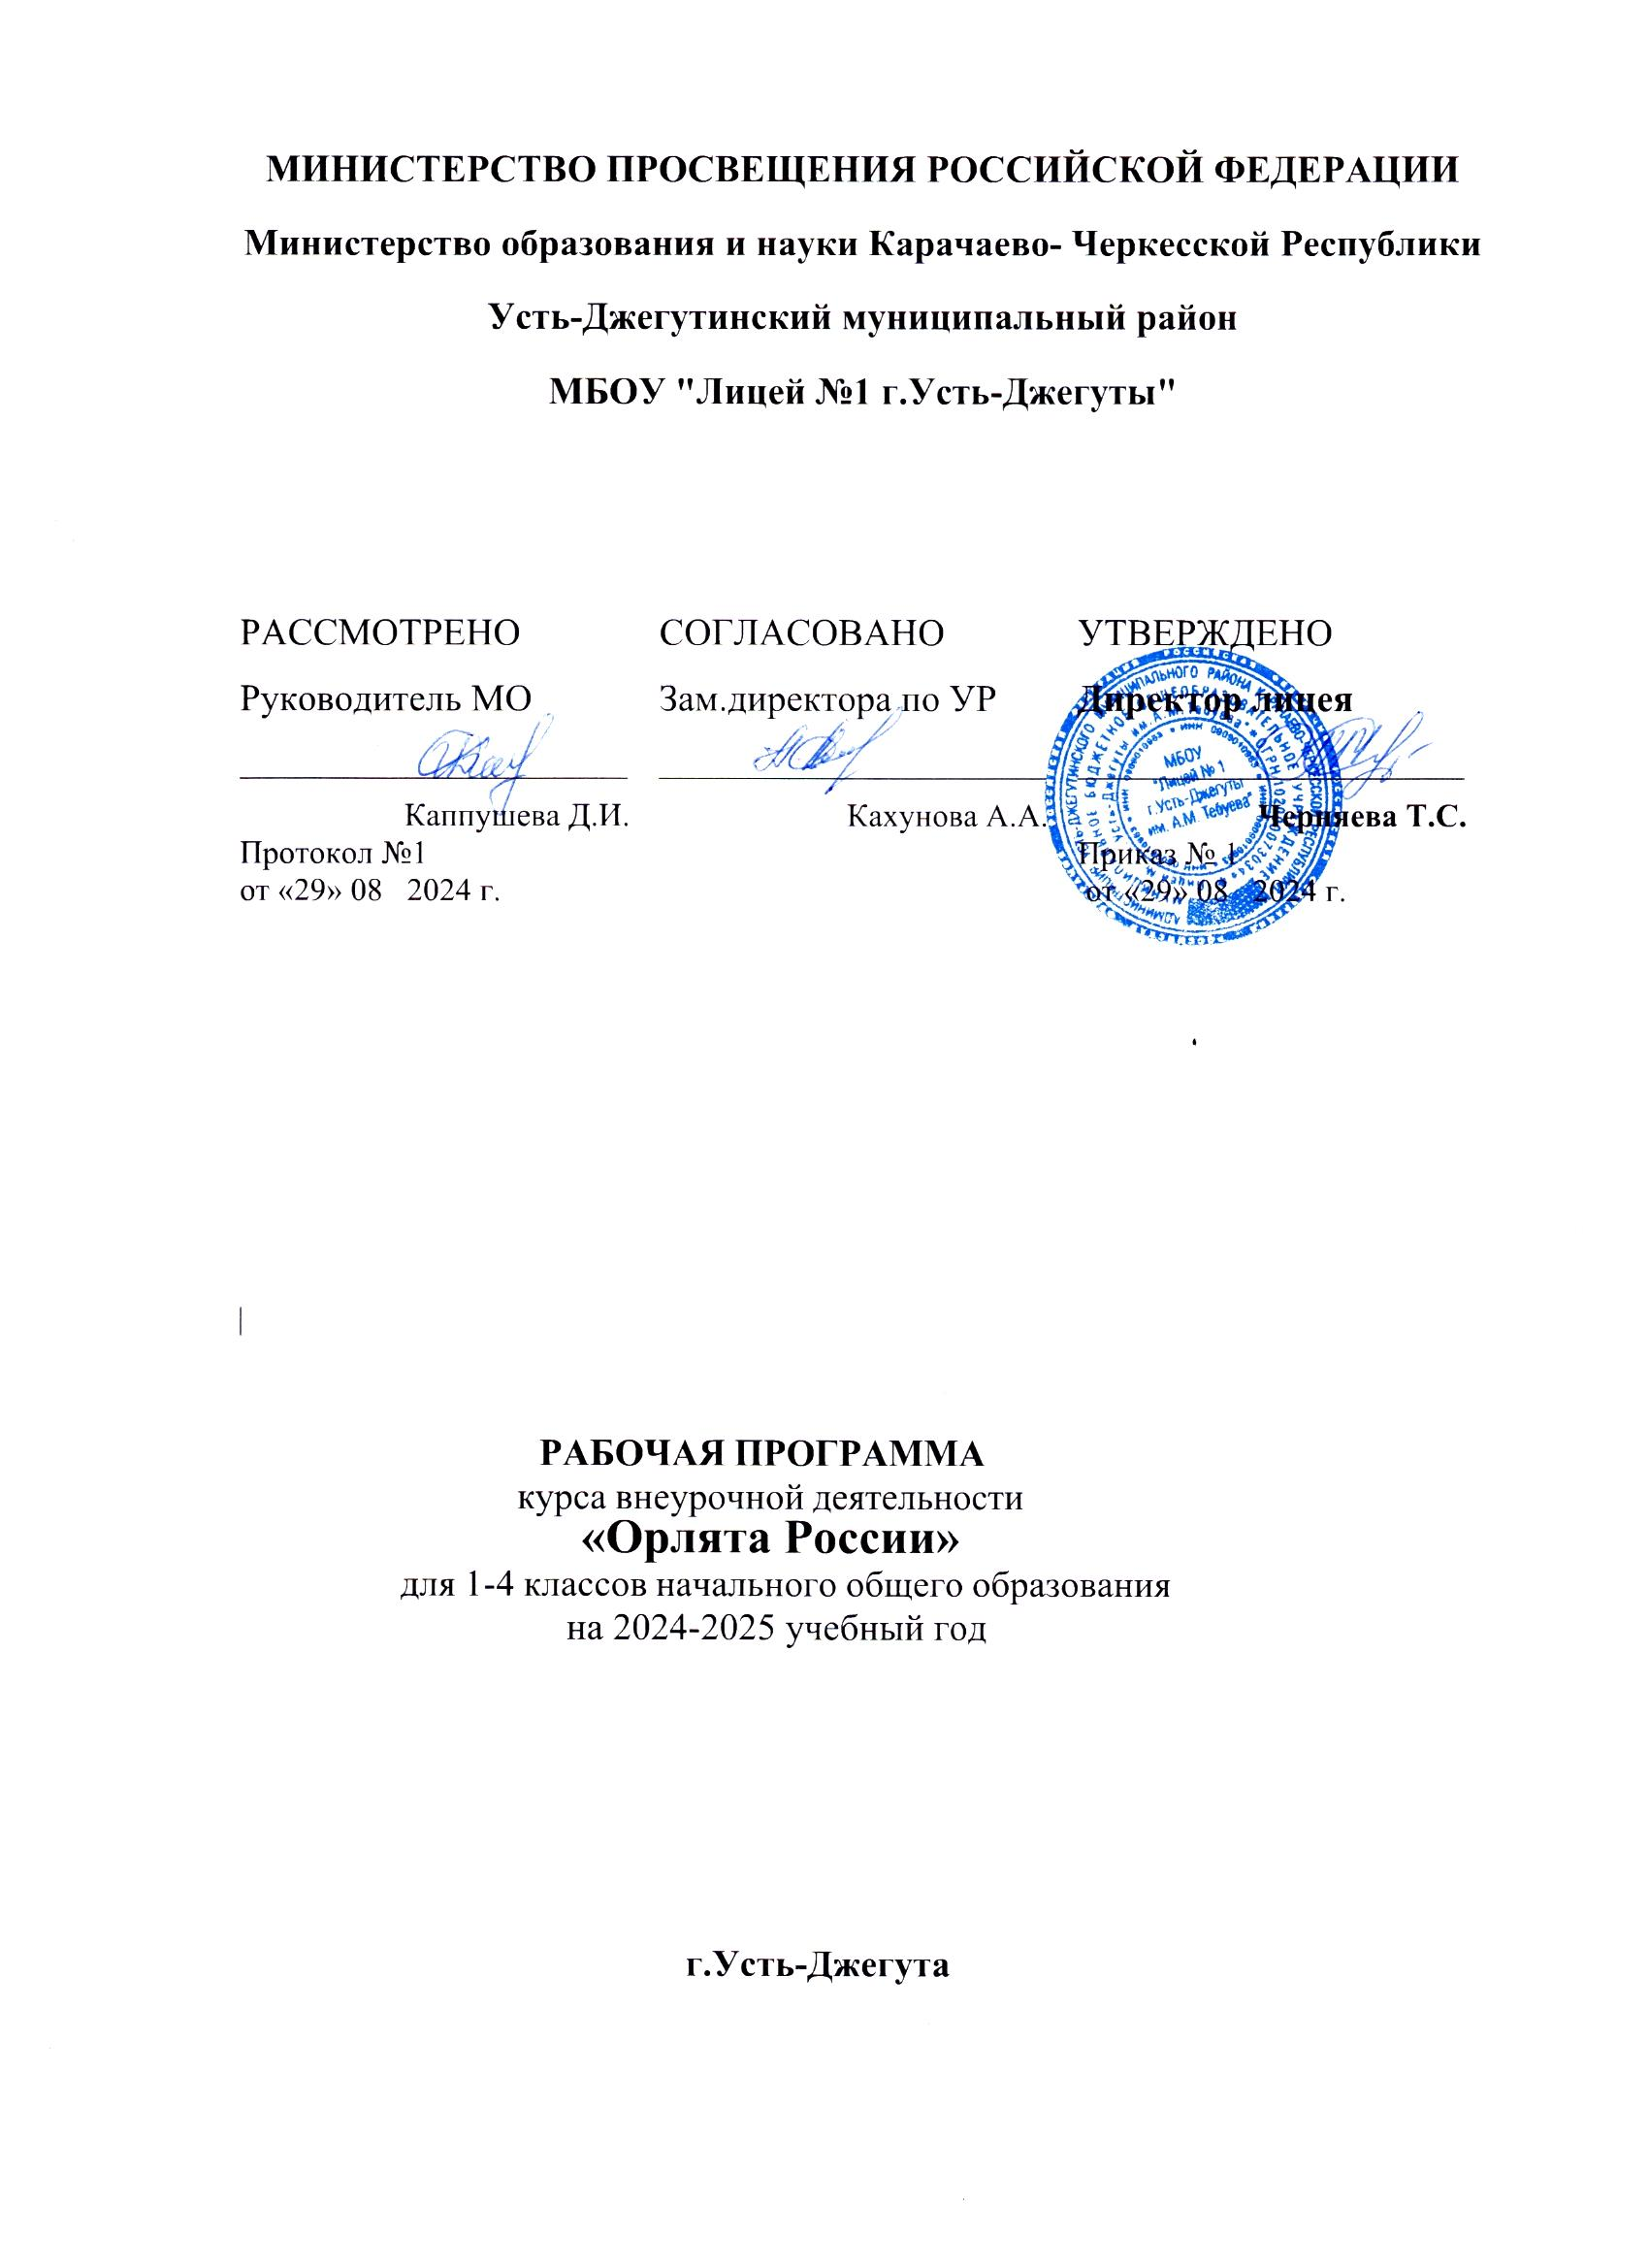 МИНИСТЕРСТВО ПРОСВЕЩЕНИЯ РОССИЙСКОЙ ФЕДЕРАЦИИ
Министерство образования и науки Карачаево- Черкесской Республики
Усть-Джегутинский муниципальный район
МБОУ "Лицей №1 г.Усть-Джегуты"
РАССМОТРЕНО
Руководитель МО
Каппушева Д.И.
Протокол №1
от «29» 08 2024 г.
СОГЛАСОВАНО
Зам.директора по УР
Кахунова А.А.
УТВЕРЖДЕНО
Директор лицея
Черняева Т.С.
Приказ № 1
от «29» 08 2024 г.
МБОУ
"Лицей № 1
г.Усть-Джегуты
им. А.М. Тебуева"
РАБОЧАЯ ПРОГРАММА
курса внеурочной деятельности
«Орлята России»
для 1-4 классов начального общего образования
на 2024-2025 учебный год
г.Усть-Джегута